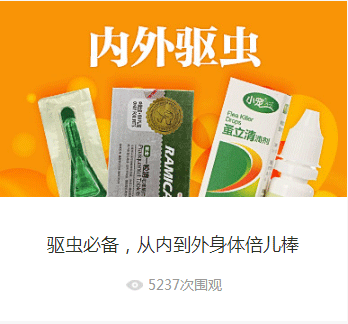 内外驱虫
小宠
Flea Killer
Drops
蚤立清滴剂
RAMICAL
驱虫必备，从内到外身体倍儿棒
5237次围观